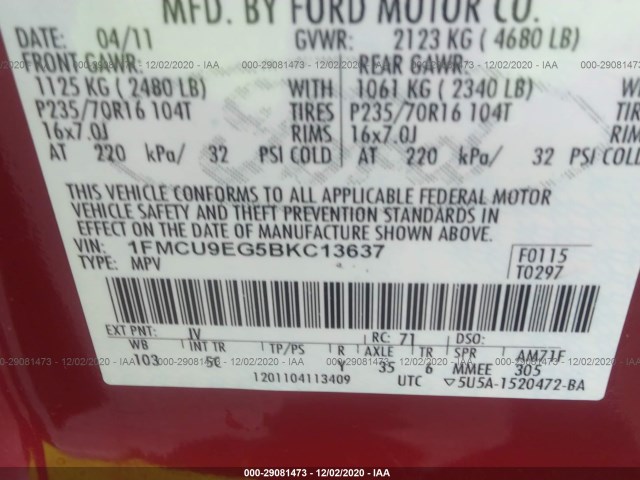 MFD. BY FORD MOTOR CO.
DATE: 04/11 GVWR: 2123 KG ( 4680 LB)
FRONT GAWR: REAR GAWR:
1125 KG ( 2480 LB) WITH 1061 KG ( 2340 LB) WI
P235/70R16 104T TIRES P235/70R16 104T TIRE
16x7.0J RIMS 16x7.0J RIMS
AT 220 kPa/ 32 PSI COLD AT 220 kPa/ 32 PSI COL
THIS VEHICLE CONFORMS TO ALL APPLICABLE FEDERAL MOTOR
VEHICLE SAFETY AND THEFT PREVENTION STANDARDS IN
EFFECT ON THE DATE OF MANUFACTURE SHOWN ABOVE.
VIN: 1FMCU9EG5BKC13637 F0115
TYPE: MPV T0297
EXT PNT: JV RC: 71 DSO:
WB INT TR TP/PS R AXLE TR SPR AM71F
103 5C Y 35 6 MMEE 305
1201104113409 UTC ▽5U5A-1520472-BA
000-29081473 - 12/02/2020 - IAA